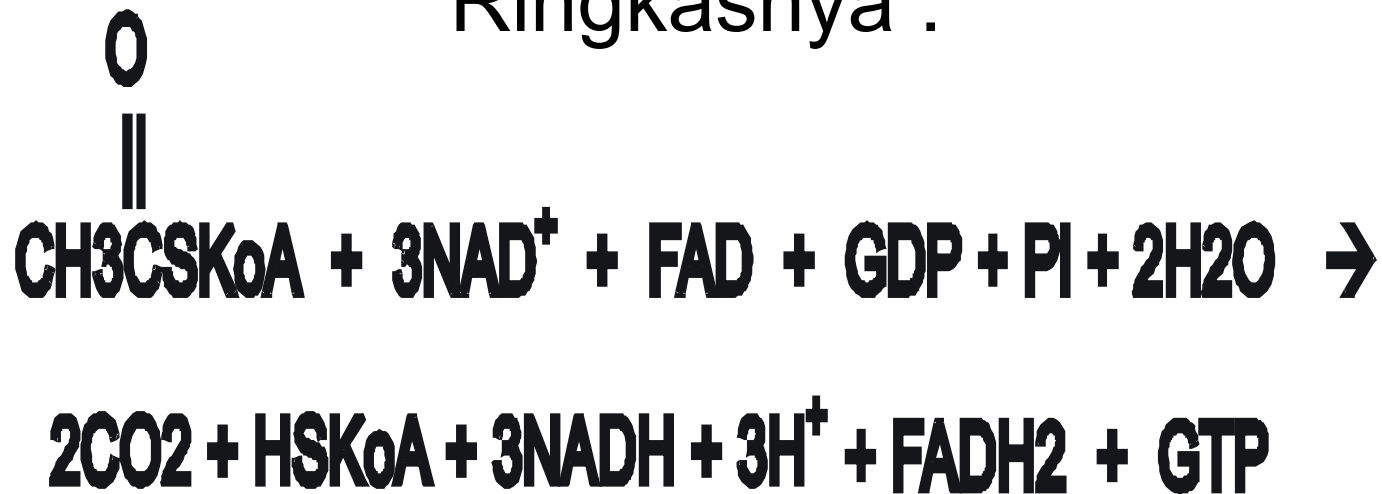 Ringkasnya :
O
||
CH3CSKoA + 3NAD⁺ + FAD + GDP + PI + 2H2O →
2CO2 + HSKoA + 3NADH + 3H⁺ + FADH2 + GTP